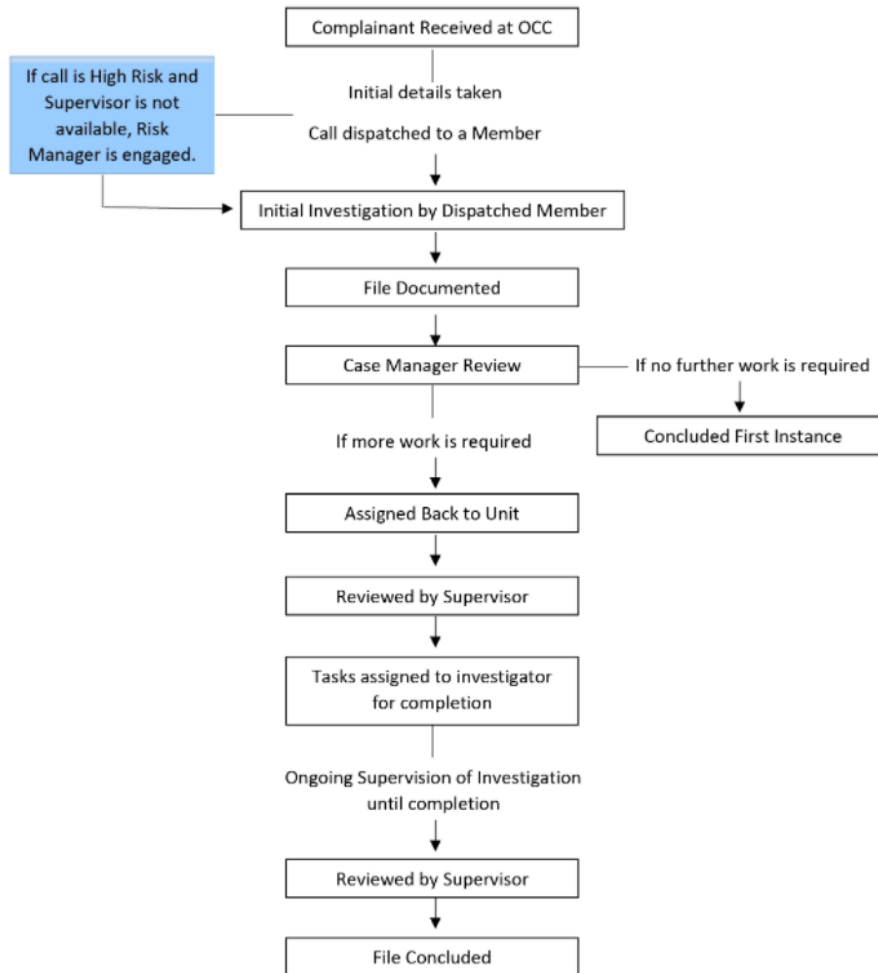 Complainant Received at OCC
If call is High Risk and
Supervisor is not
available, Risk
Manager is engaged.
Initial details taken
Call dispatched to a Member
Initial Investigation by Dispatched Member
File Documented
Case Manager Review
If no further work is required
Concluded First Instance
If more work is required
Assigned Back to Unit
Reviewed by Supervisor
Tasks assigned to investigator
for completion
Ongoing Supervision of Investigation
until completion
Reviewed by Supervisor
File Concluded